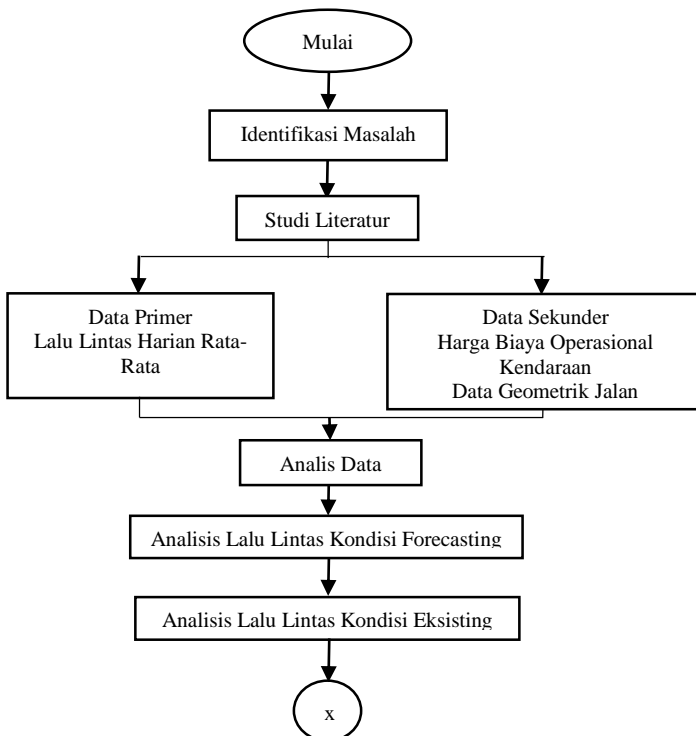 Mulai
Identifikasi Masalah
Studi Literatur
Data Primer
Lalu Lintas Harian Rata-
Rata
Data Sekunder
Harga Biaya Operasional
Kendaraan
Data Geometrik Jalan
Analis Data
Analisis Lalu Lintas Kondisi Forecasting
Analisis Lalu Lintas Kondisi Eksisting
x